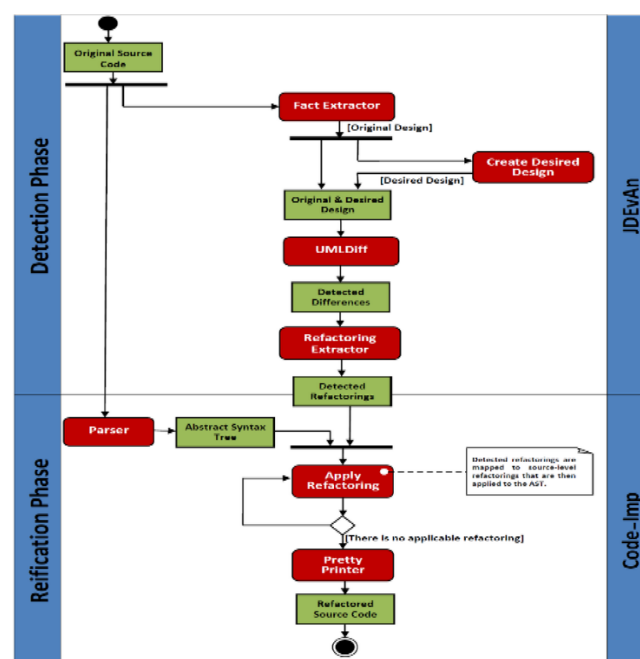 Original Source
Code
Fact Extractor
[Original Design]
Create Desired
Design
[Desired Design]
Original & Desired
Design
UMLDiff
Detected
Differences
Refactoring
Extractor
Detected
Refactorings
Detection Phase
JDEvAn
Parser
Abstract Syntax
Tree
Detected refactorings are
mapped to source-level
refactorings that are then
applied to the AST.
Apply
Refactoring
[There is no applicable refactoring]
Pretty
Printer
Refactored
Source Code
Reification Phase
Code-Imp